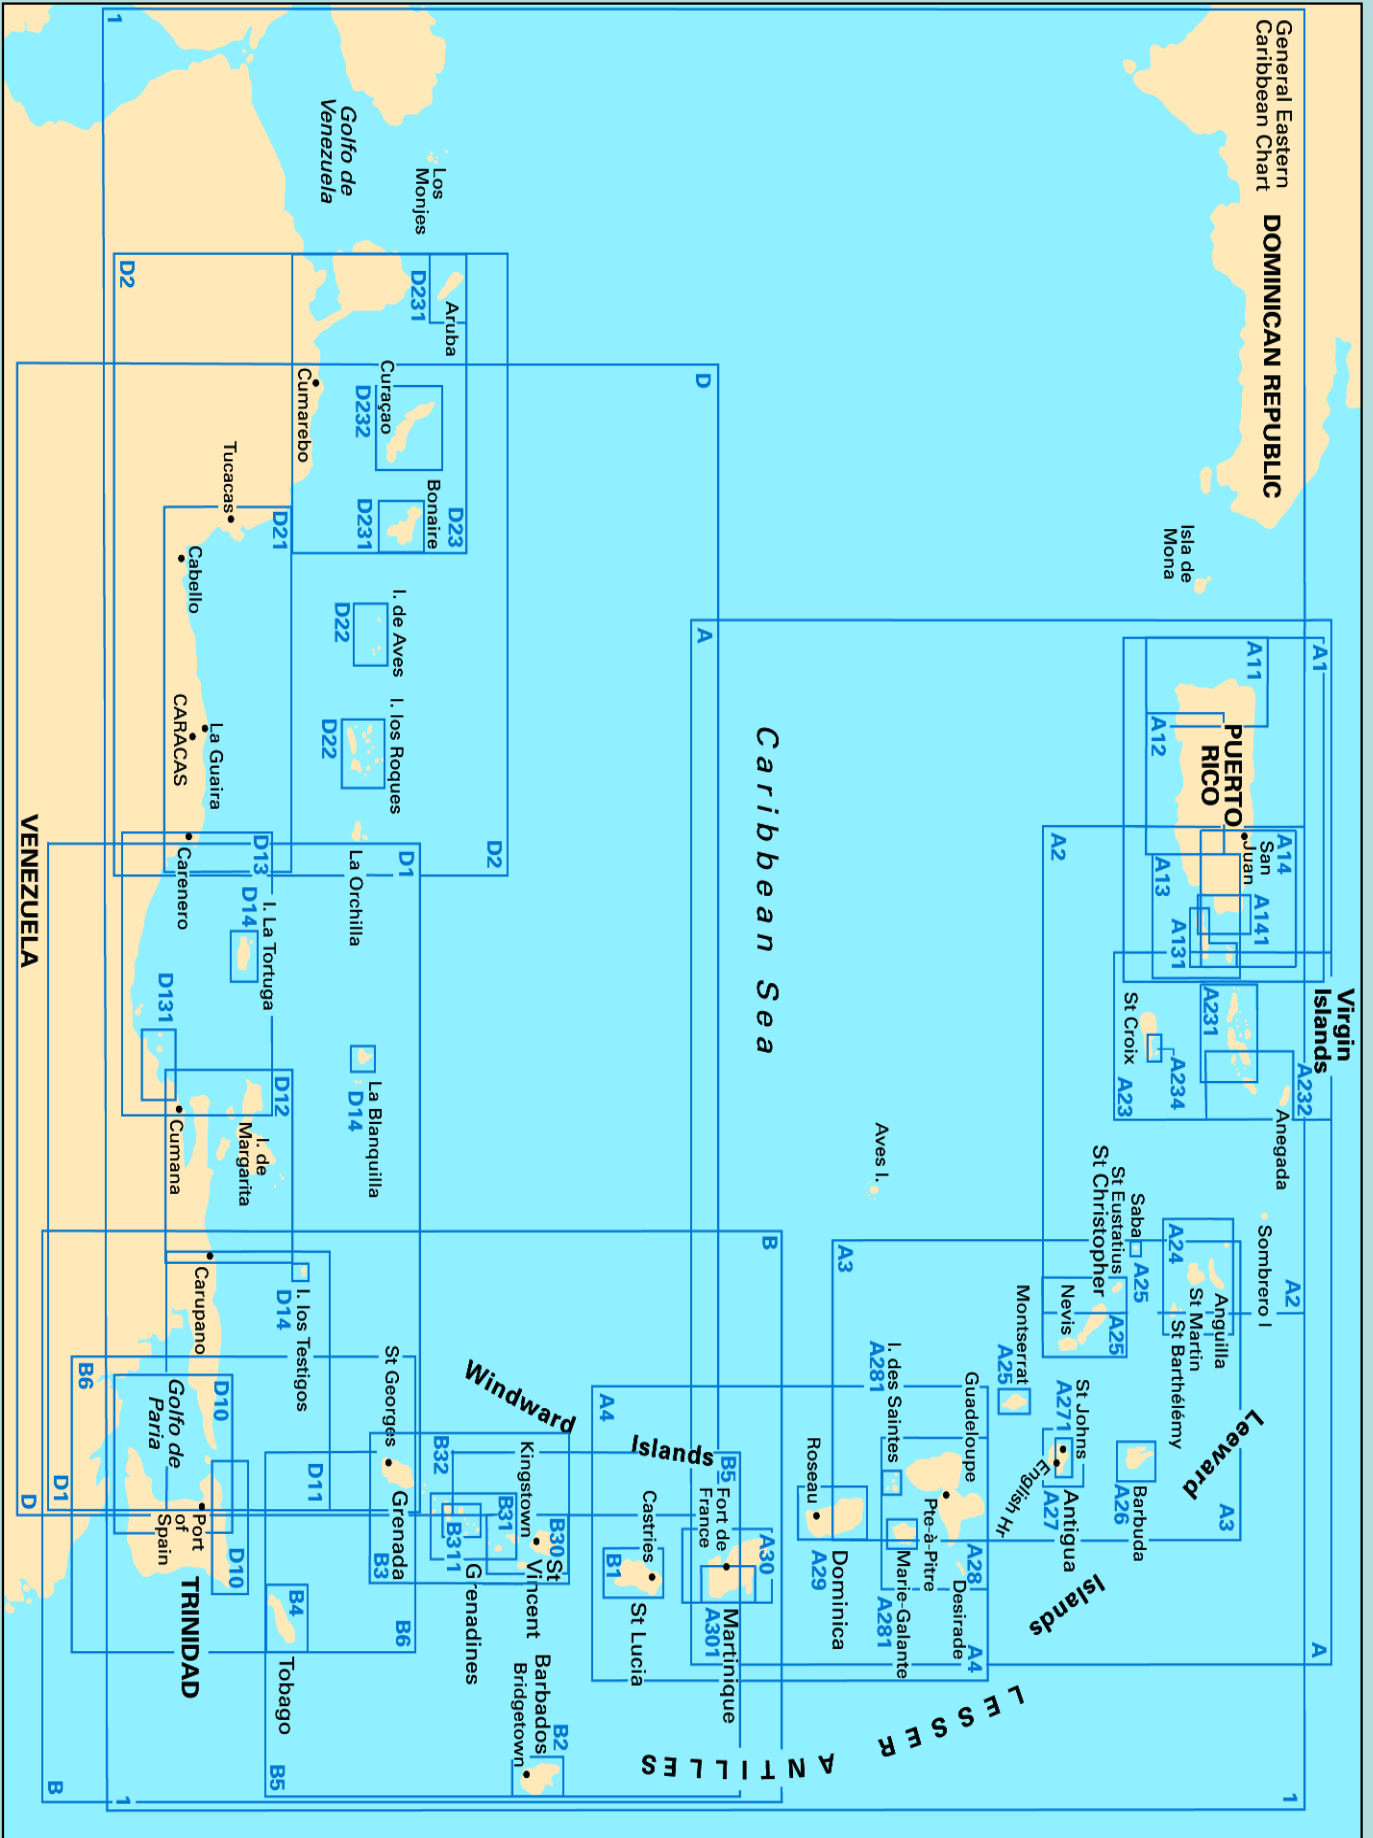 General Eastern
Caribbean Chart
DOMINICAN REPUBLIC
Isla de
Mona
1
A1
A11
A12
PUERTO
RICO
San
Juan
A14
A141
A13
A131
A2
Virgin
Islands
A231
A232
St Croix
A234
A23
Anegada
Sombrero I
A2
Saba
A25
St Eustatius
St Christopher
A24
Anguilla
St Martin
St Barthélémy
Nevis
A25
Montserrat
A25
St Johns
A271
English Hr
Antigua
A27
Barbuda
A26
Leeward
Islands
A3
A
1
Aves I.
A3
I. des Saintes
A281
Guadeloupe
Pte-à-Pitre
A28
Desirade
Marie-Galante
A281
A4
Roseau
Dominica
A29
LESSER
ANTILLES
Caribbean Sea
A
D
B
A4
Windward
Islands
B5
Fort de
France
A30
Martinique
A301
Castries
B1
St Lucia
Kingstown
St
Vincent
B30
B31
B311
B32
Grenadines
St Georges
Grenada
B3
B6
Barbados
Bridgetown
B2
Golfo de
Venezuela
Los
Monjes
D231
Aruba
D2
Curaçao
D232
Cumarebo
Bonaire
D231
D23
Tucacas
D21
Cabello
I. de Aves
D22
I. los Roques
D22
La Guaira
CARACAS
D2
D1
La Orchilla
D13
Carenero
D14
I. La Tortuga
D131
La Blanquilla
D14
D12
Cumana
I. de
Margarita
Carupano
I. los Testigos
D14
D11
B6
D10
Golfo de
Paria
Port
of
Spain
D10
TRINIDAD
B4
Tobago
B5
VENEZUELA
D1
D
B
1
1